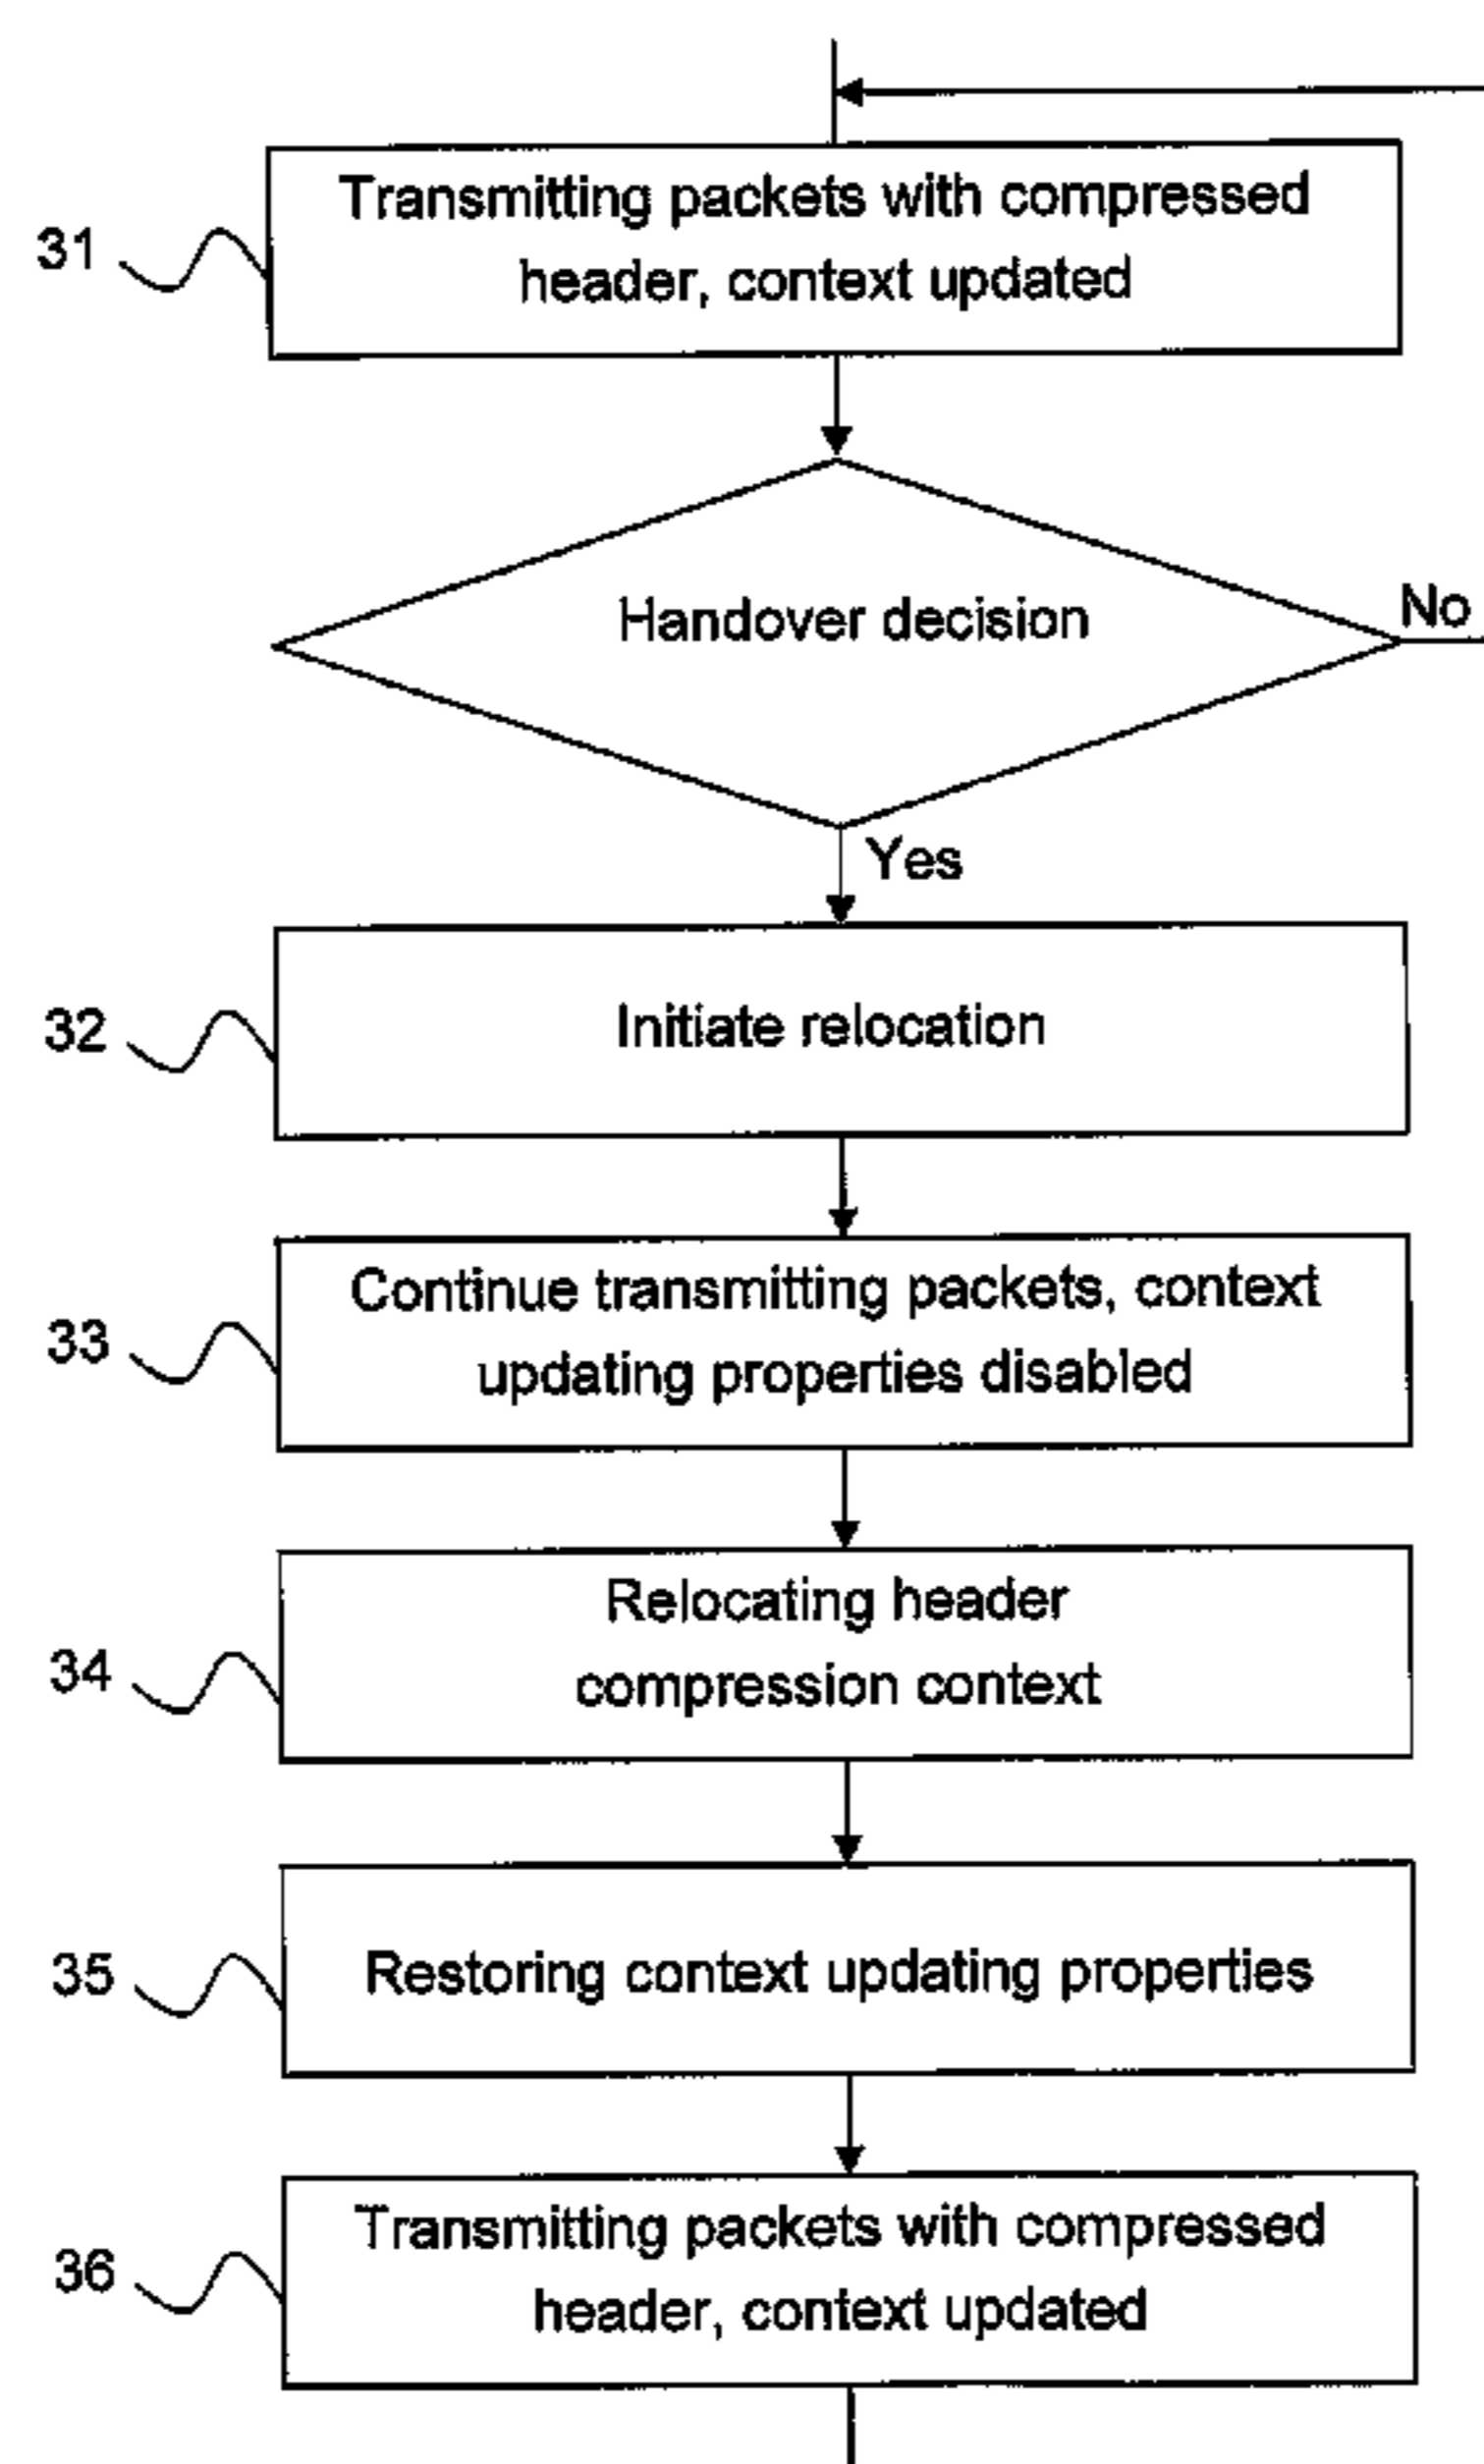 31
Transmitting packets with compressed
header, context updated
Handover decision
No
Yes
32
Initiate relocation
33
Continue transmitting packets, context
updating properties disabled
34
Relocating header
compression context
35
Restoring context updating properties
36
Transmitting packets with compressed
header, context updated